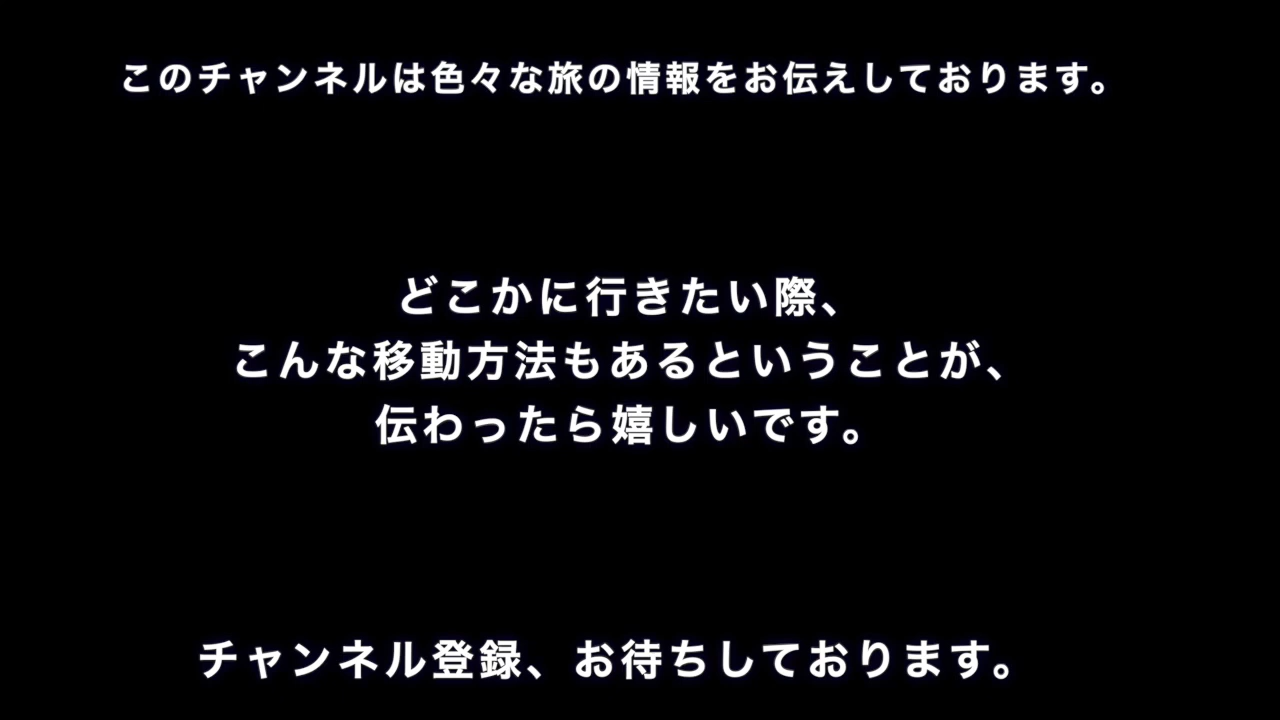 このチャンネルは色々な旅の情報をお伝えしております。
どこかに行きたい際、
こんな移動方法もあるということが、
伝わったら嬉しいです。
チャンネル登録、お待ちしております。